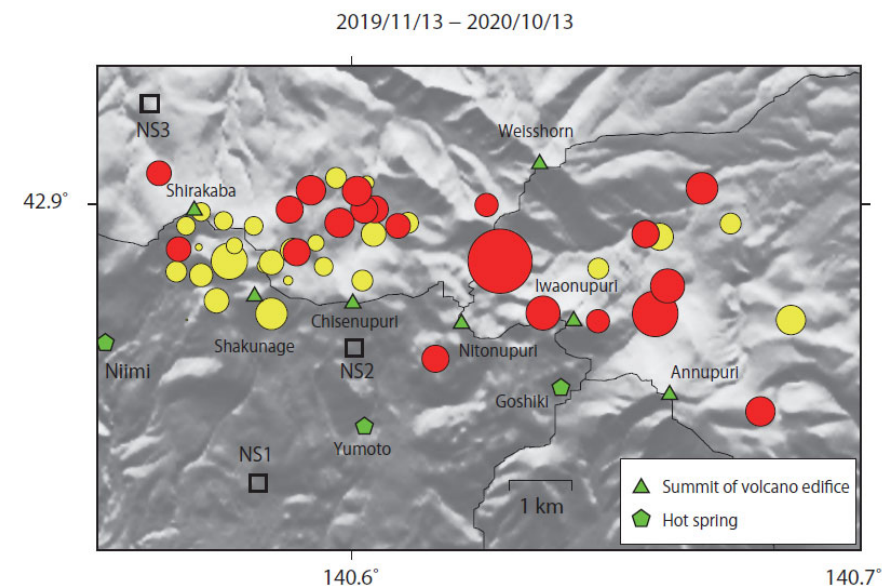 2019/11/13 – 2020/10/13
NS3
Weisshorn
Shirakaba
42.9°
Iwaonupuri
Chisenupuri
Shakunage
Nitonupuri
Niimi
NS2
Annupuri
Goshiki
Yumoto
NS1
Summit of volcano edifice
1 km
Hot spring
140.6°
140.7°